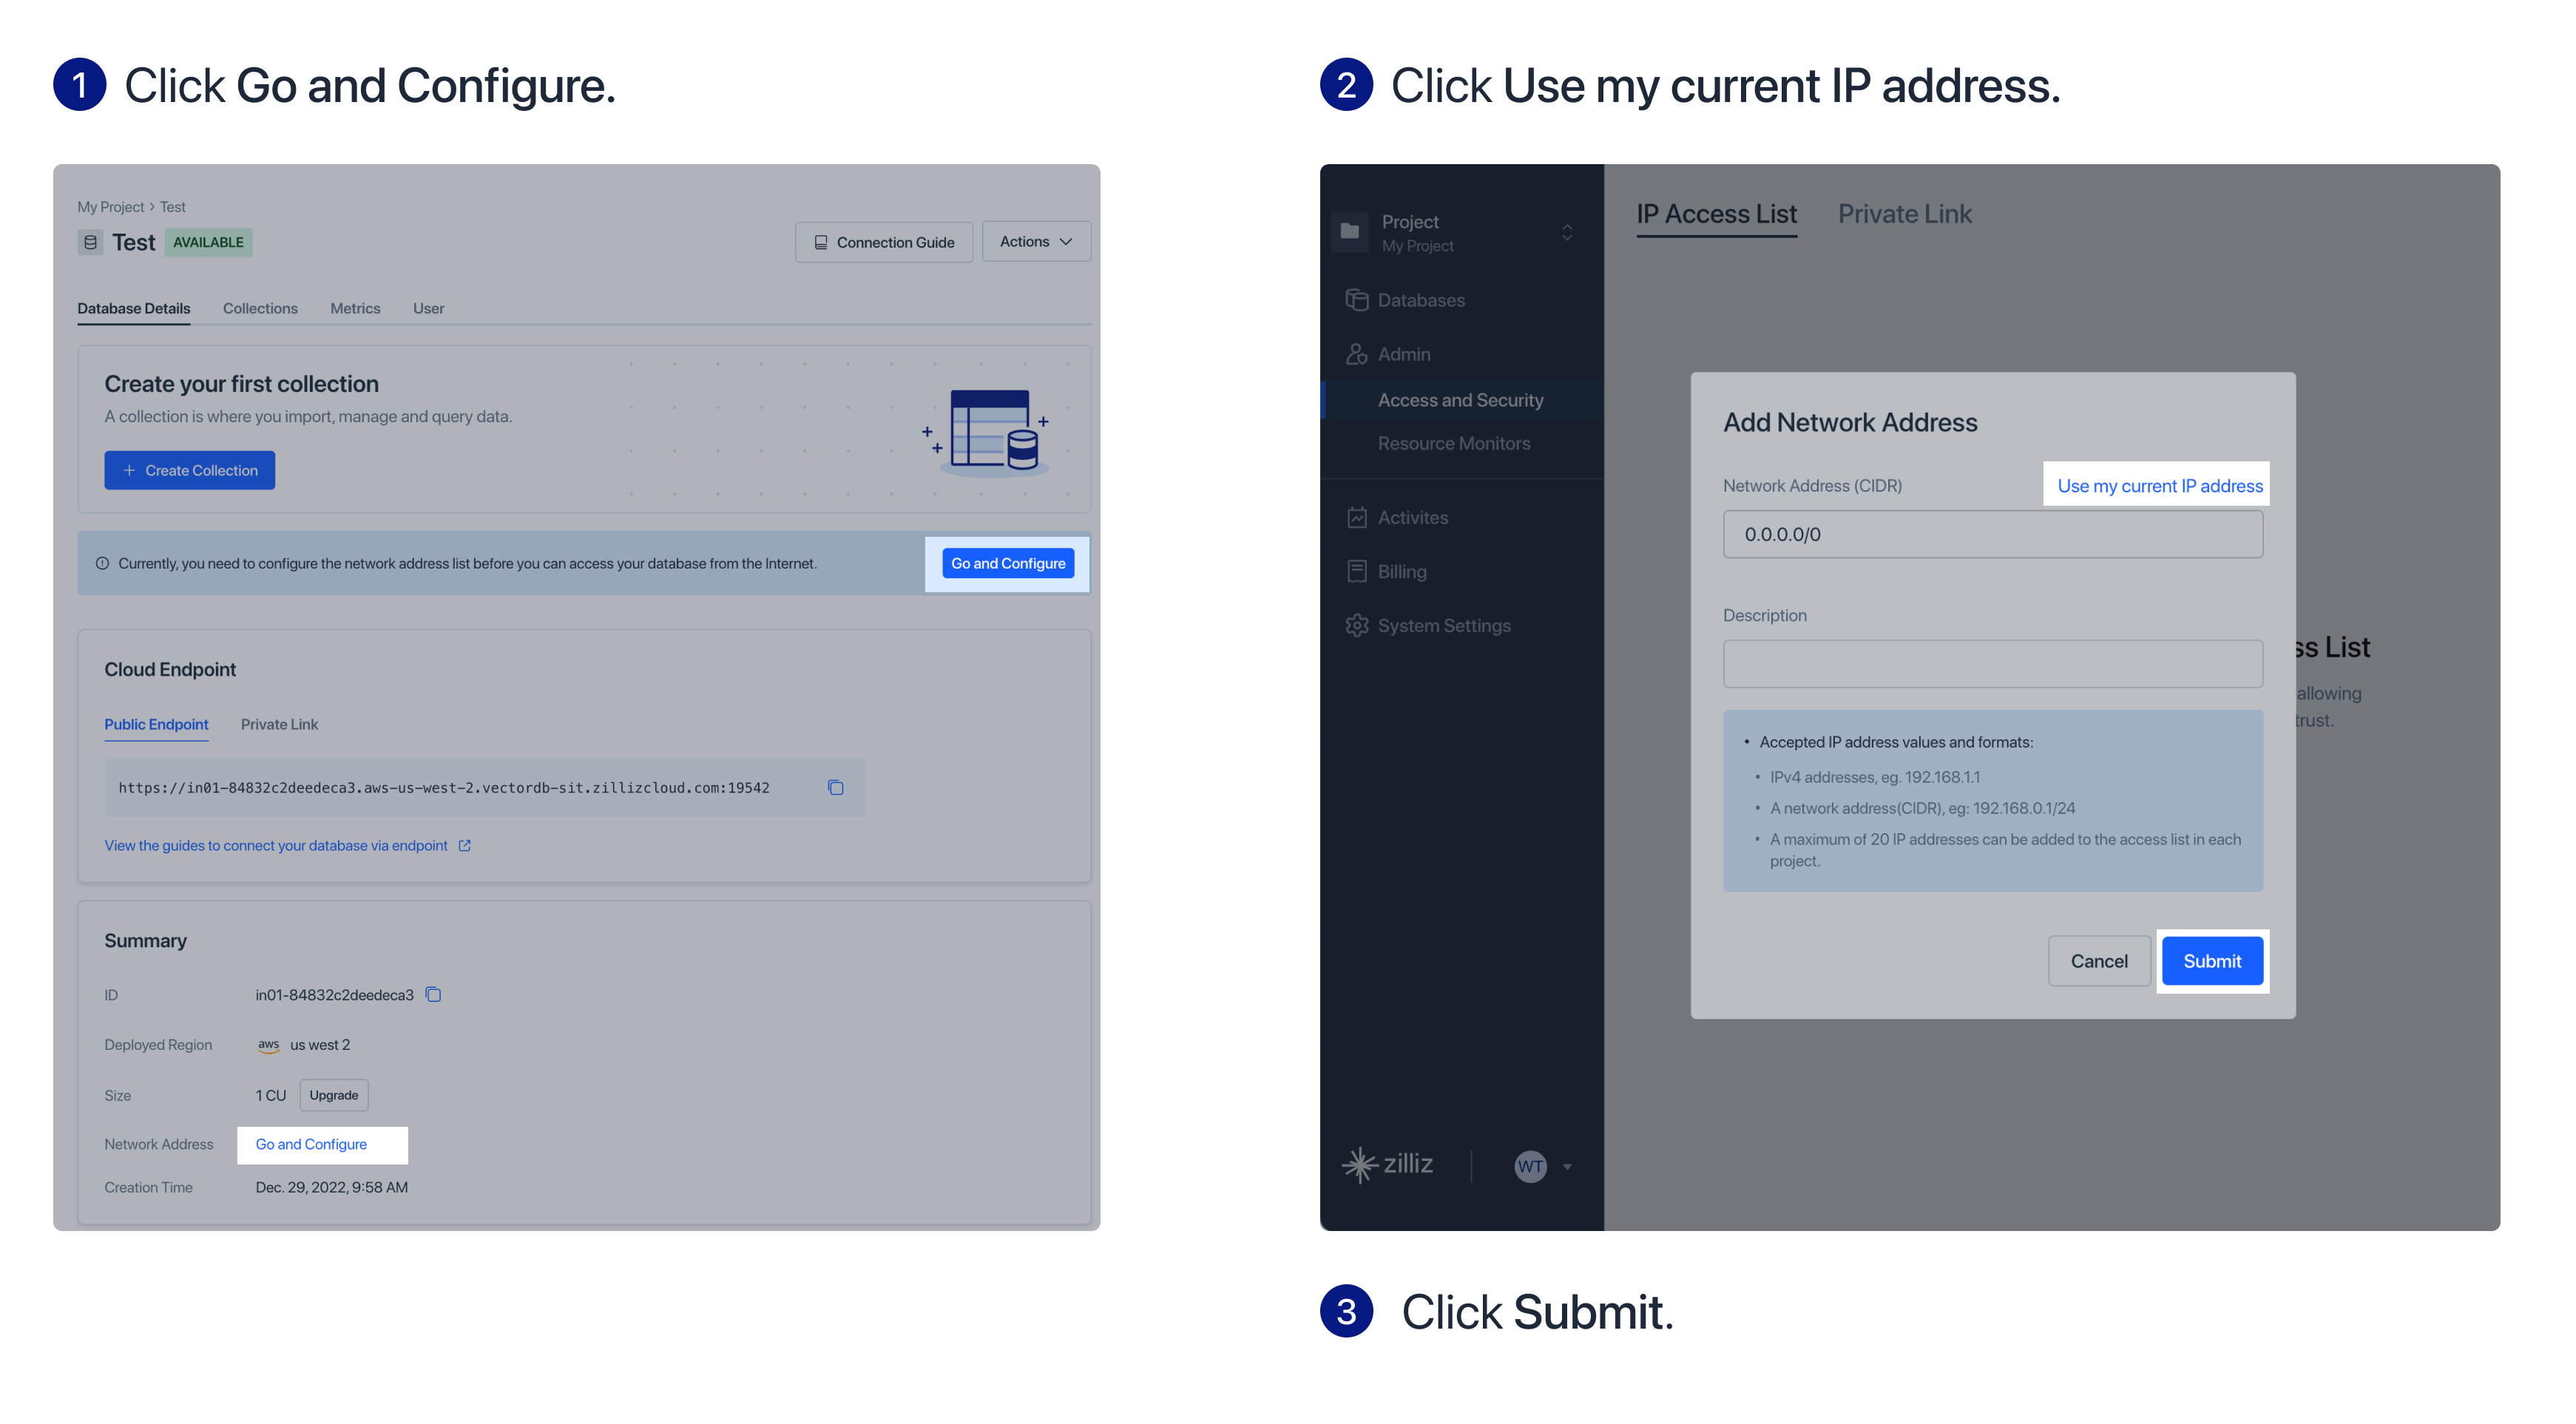 1 Click Go and Configure.
My Project > Test
Test AVAILABLE
Connection Guide
Actions
Database Details Collections Metrics User
Create your first collection
A collection is where you import, manage and query data.
+ Create Collection
Currently, you need to configure the network address list before you can access your database from the Internet.
Go and Configure
Cloud Endpoint
Public Endpoint Private Link
https://in01-84832c2deedeca3.aws-us-west-2.vectordb-sit.zillizcloud.com:19542
View the guides to connect your database via endpoint
Summary
ID in01-84832c2deedeca3
Deployed Region aws us west 2
Size 1 CU Upgrade
Network Address Go and Configure
Creation Time Dec. 29, 2022, 9:58 AM
2 Click Use my current IP address.
Project
My Project
Databases
Admin
Access and Security
Resource Monitors
Activites
Billing
System Settings
zilliz WT
IP Access List Private Link
Add Network Address
Network Address (CIDR) Use my current IP address
0.0.0.0/0
Description
• Accepted IP address values and formats:
• IPv4 addresses, eg. 192.168.1.1
• A network address(CIDR), eg: 192.168.0.1/24
• A maximum of 20 IP addresses can be added to the access list in each
project.
Cancel Submit
ss List
allowing
trust.
3 Click Submit.